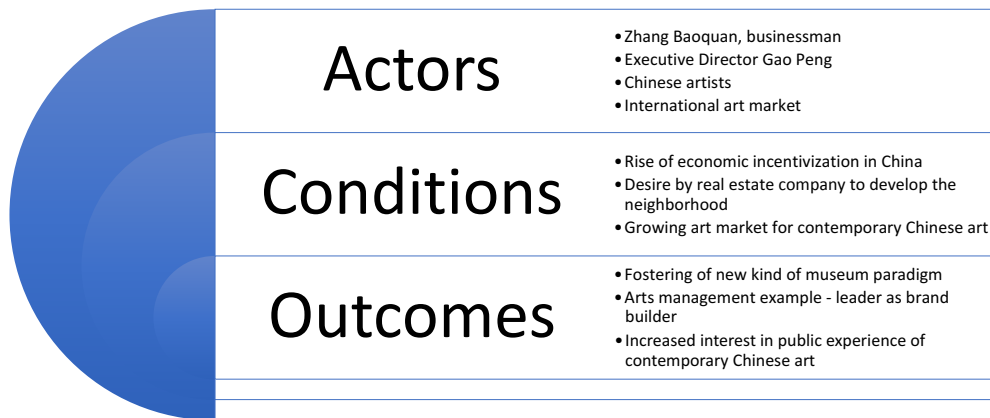 Actors
•Zhang Baoquan, businessman
•Executive Director Gao Peng
•Chinese artists
•International art market
Conditions
•Rise of economic incentivization in China
•Desire by real estate company to develop the
neighborhood
•Growing art market for contemporary Chinese art
Outcomes
•Fostering of new kind of museum paradigm
•Arts management example - leader as brand
builder
•Increased interest in public experience of
contemporary Chinese art